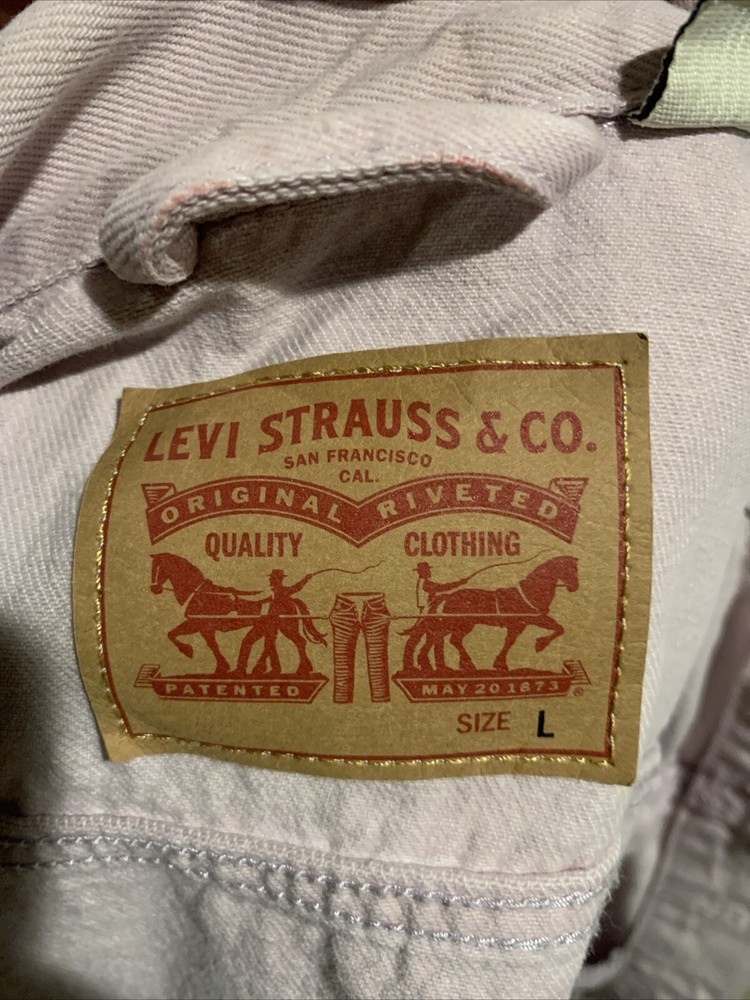 LEVI STRAUSS & CO.
SAN FRANCISCO
CAL.
ORIGINAL RIVETED
QUALITY CLOTHING
PATENTED MAY 20 1873 ®
SIZE L